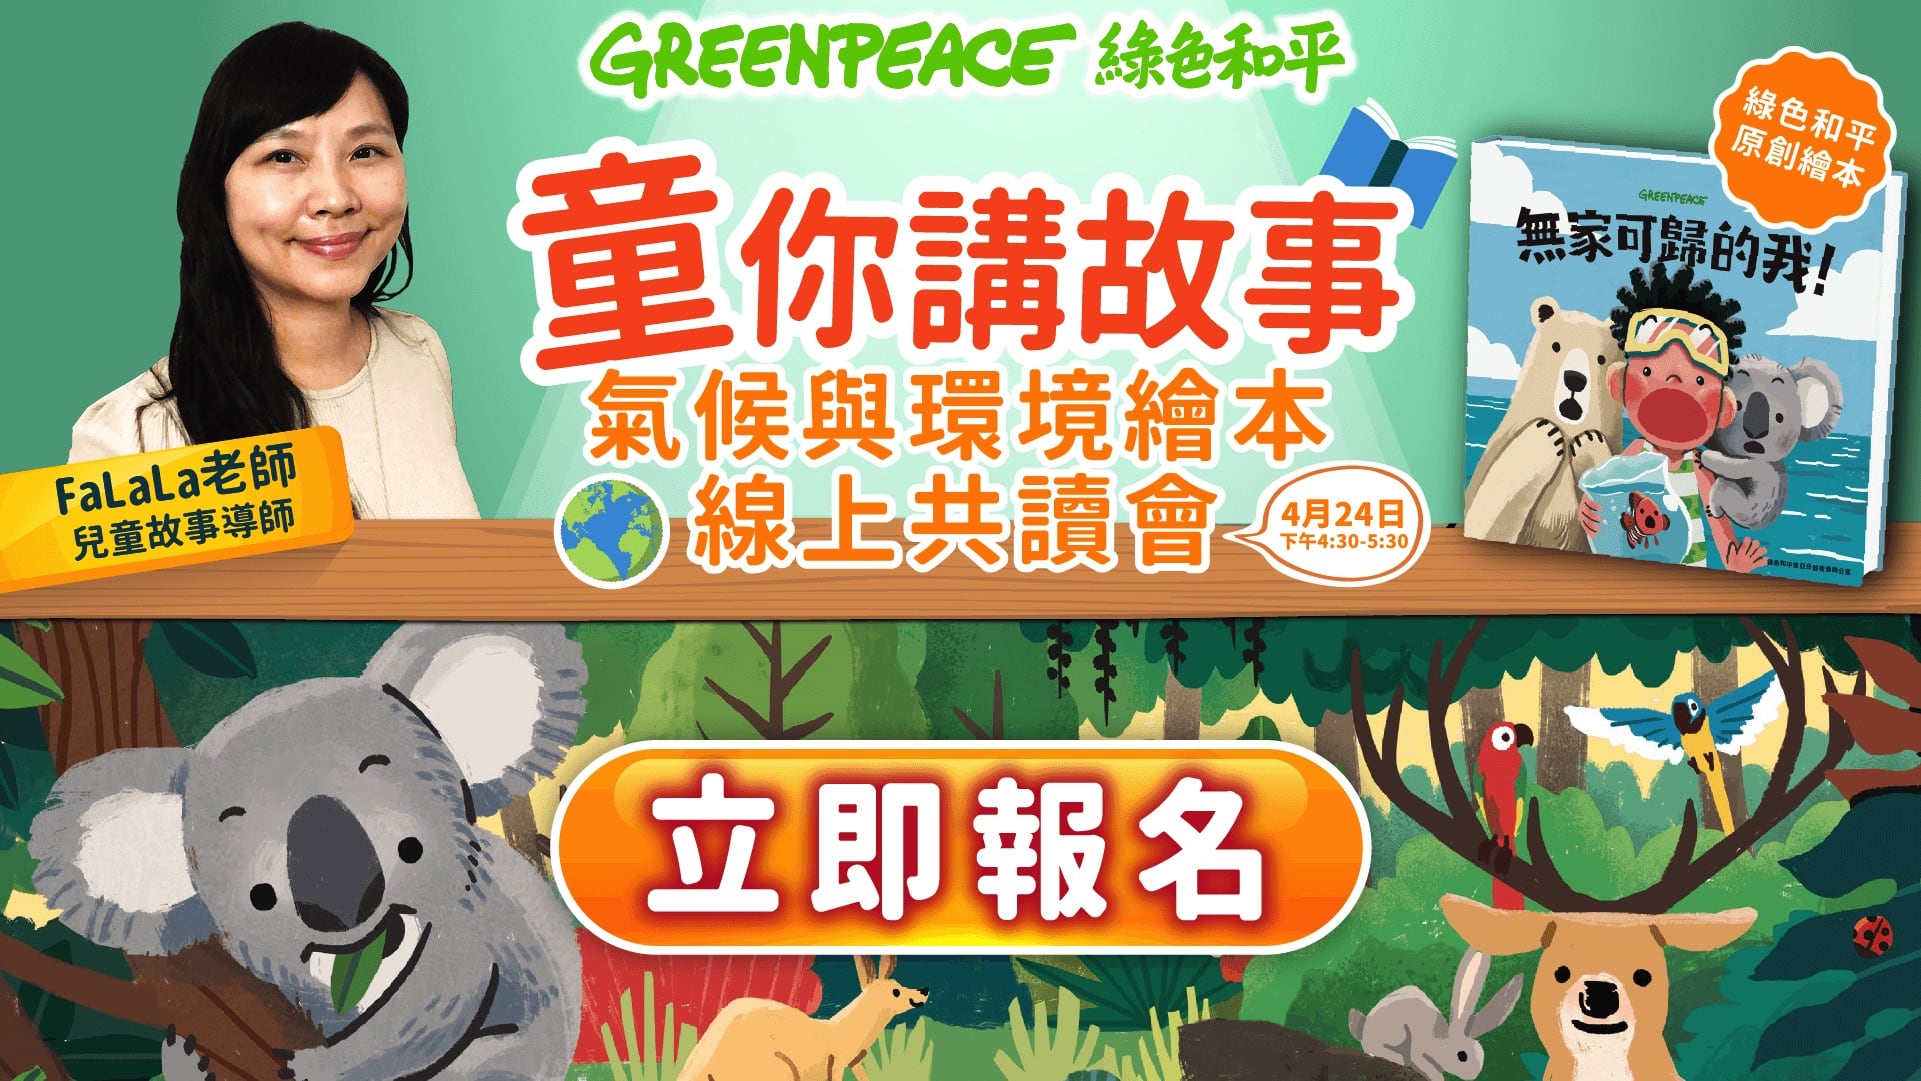 GREENPEACE 綠色和平
童你講故事
氣候與環境繪本
線上共讀會
4月24日
下午4:30-5:30
FaLaLa老師
兒童故事導師
綠色和平
原創繪本
GREENPEACE
無家可歸的我!
立即報名